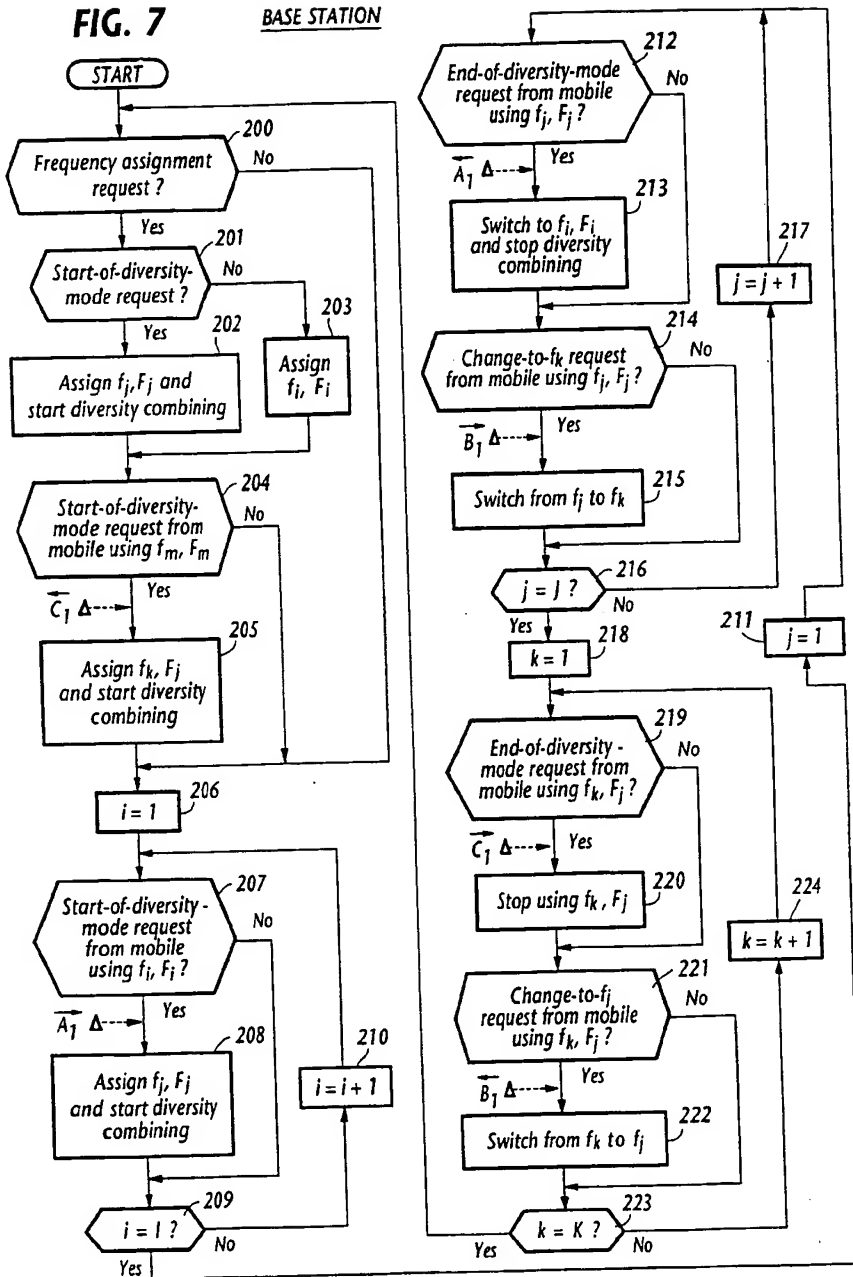 FIG. 7
BASE STATION
START
200
Frequency assignment
request ?
No
Yes
201
Start-of-diversity-
mode request ?
No
Yes
202
Assign fj, Fj and
start diversity combining
203
Assign
fi, Fi
204
Start-of-diversity-
mode request from
mobile using fm, Fm
No
Yes
C1 Δ
205
Assign fk, Fj
and start diversity
combining
206
i = 1
207
Start-of-diversity -
mode request
from mobile
using fi, Fi ?
No
Yes
A1 Δ
208
Assign fj, Fj
and start diversity
combining
210
i = i + 1
209
i = I ?
No
Yes
212
End-of-diversity-mode
request from mobile
using fj, Fj ?
No
Yes
A1 Δ
213
Switch to fi, Fi
and stop diversity
combining
217
j = j + 1
214
Change-to-fk request
from mobile using fj, Fj ?
No
Yes
B1 Δ
215
Switch from fj to fk
216
j = J ?
No
Yes
211
j = 1
218
k = 1
219
End-of-diversity -
mode request from
mobile using fk, Fj ?
No
Yes
C1 Δ
220
Stop using fk, Fj
224
k = k + 1
221
Change-to-fj
request from mobile
using fk, Fj ?
No
Yes
B1 Δ
222
Switch from fk to fj
223
k = K ?
Yes
No